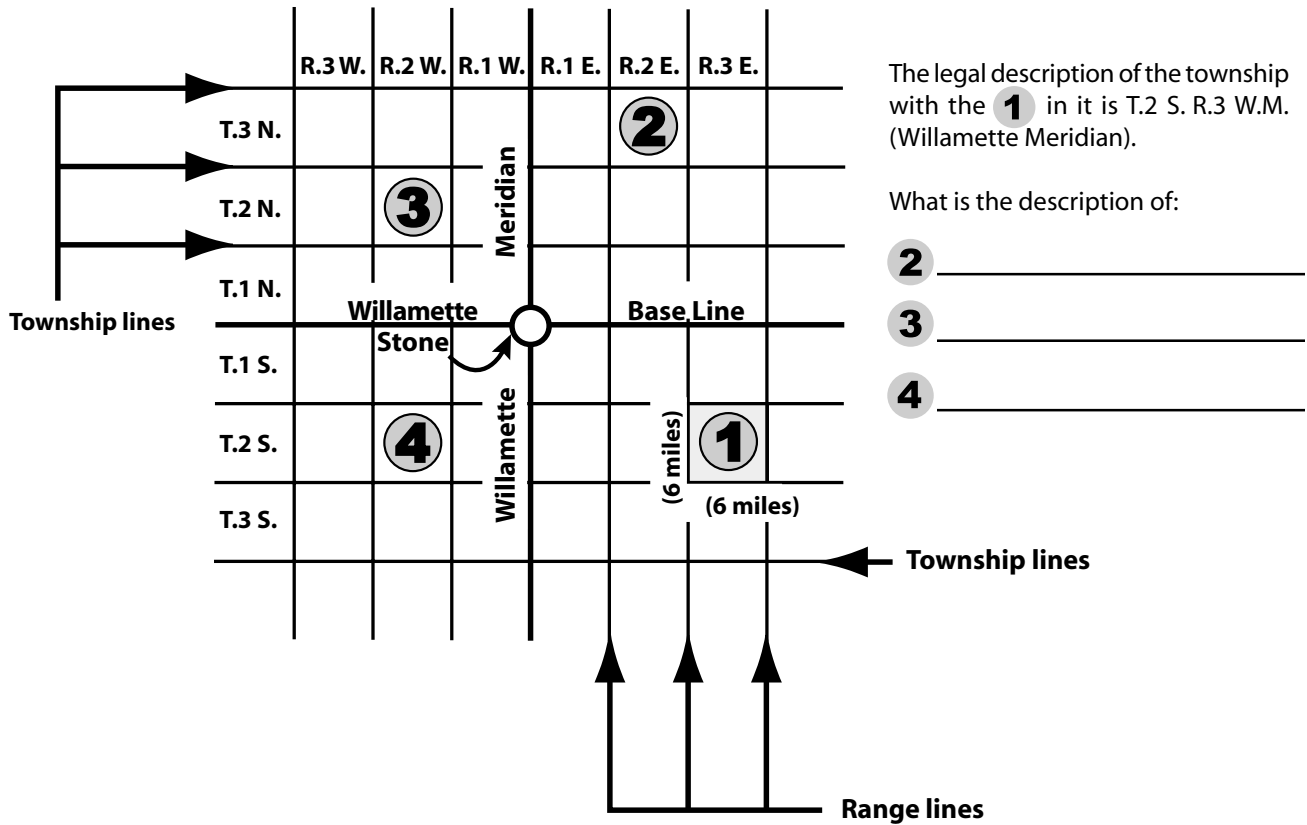 R.3 W. R.2 W. R.1 W. R.1 E. R.2 E. R.3 E.
T.3 N.
2
T.2 N.
3
Meridian
T.1 N.
Township lines
Willamette
Stone
Base Line
T.1 S.
T.2 S.
4
Willamette
(6 miles)
1
(6 miles)
T.3 S.
Township lines
Range lines
The legal description of the township
with the 1 in it is T.2 S. R.3 W.M.
(Willamette Meridian).
What is the description of:
2
3
4